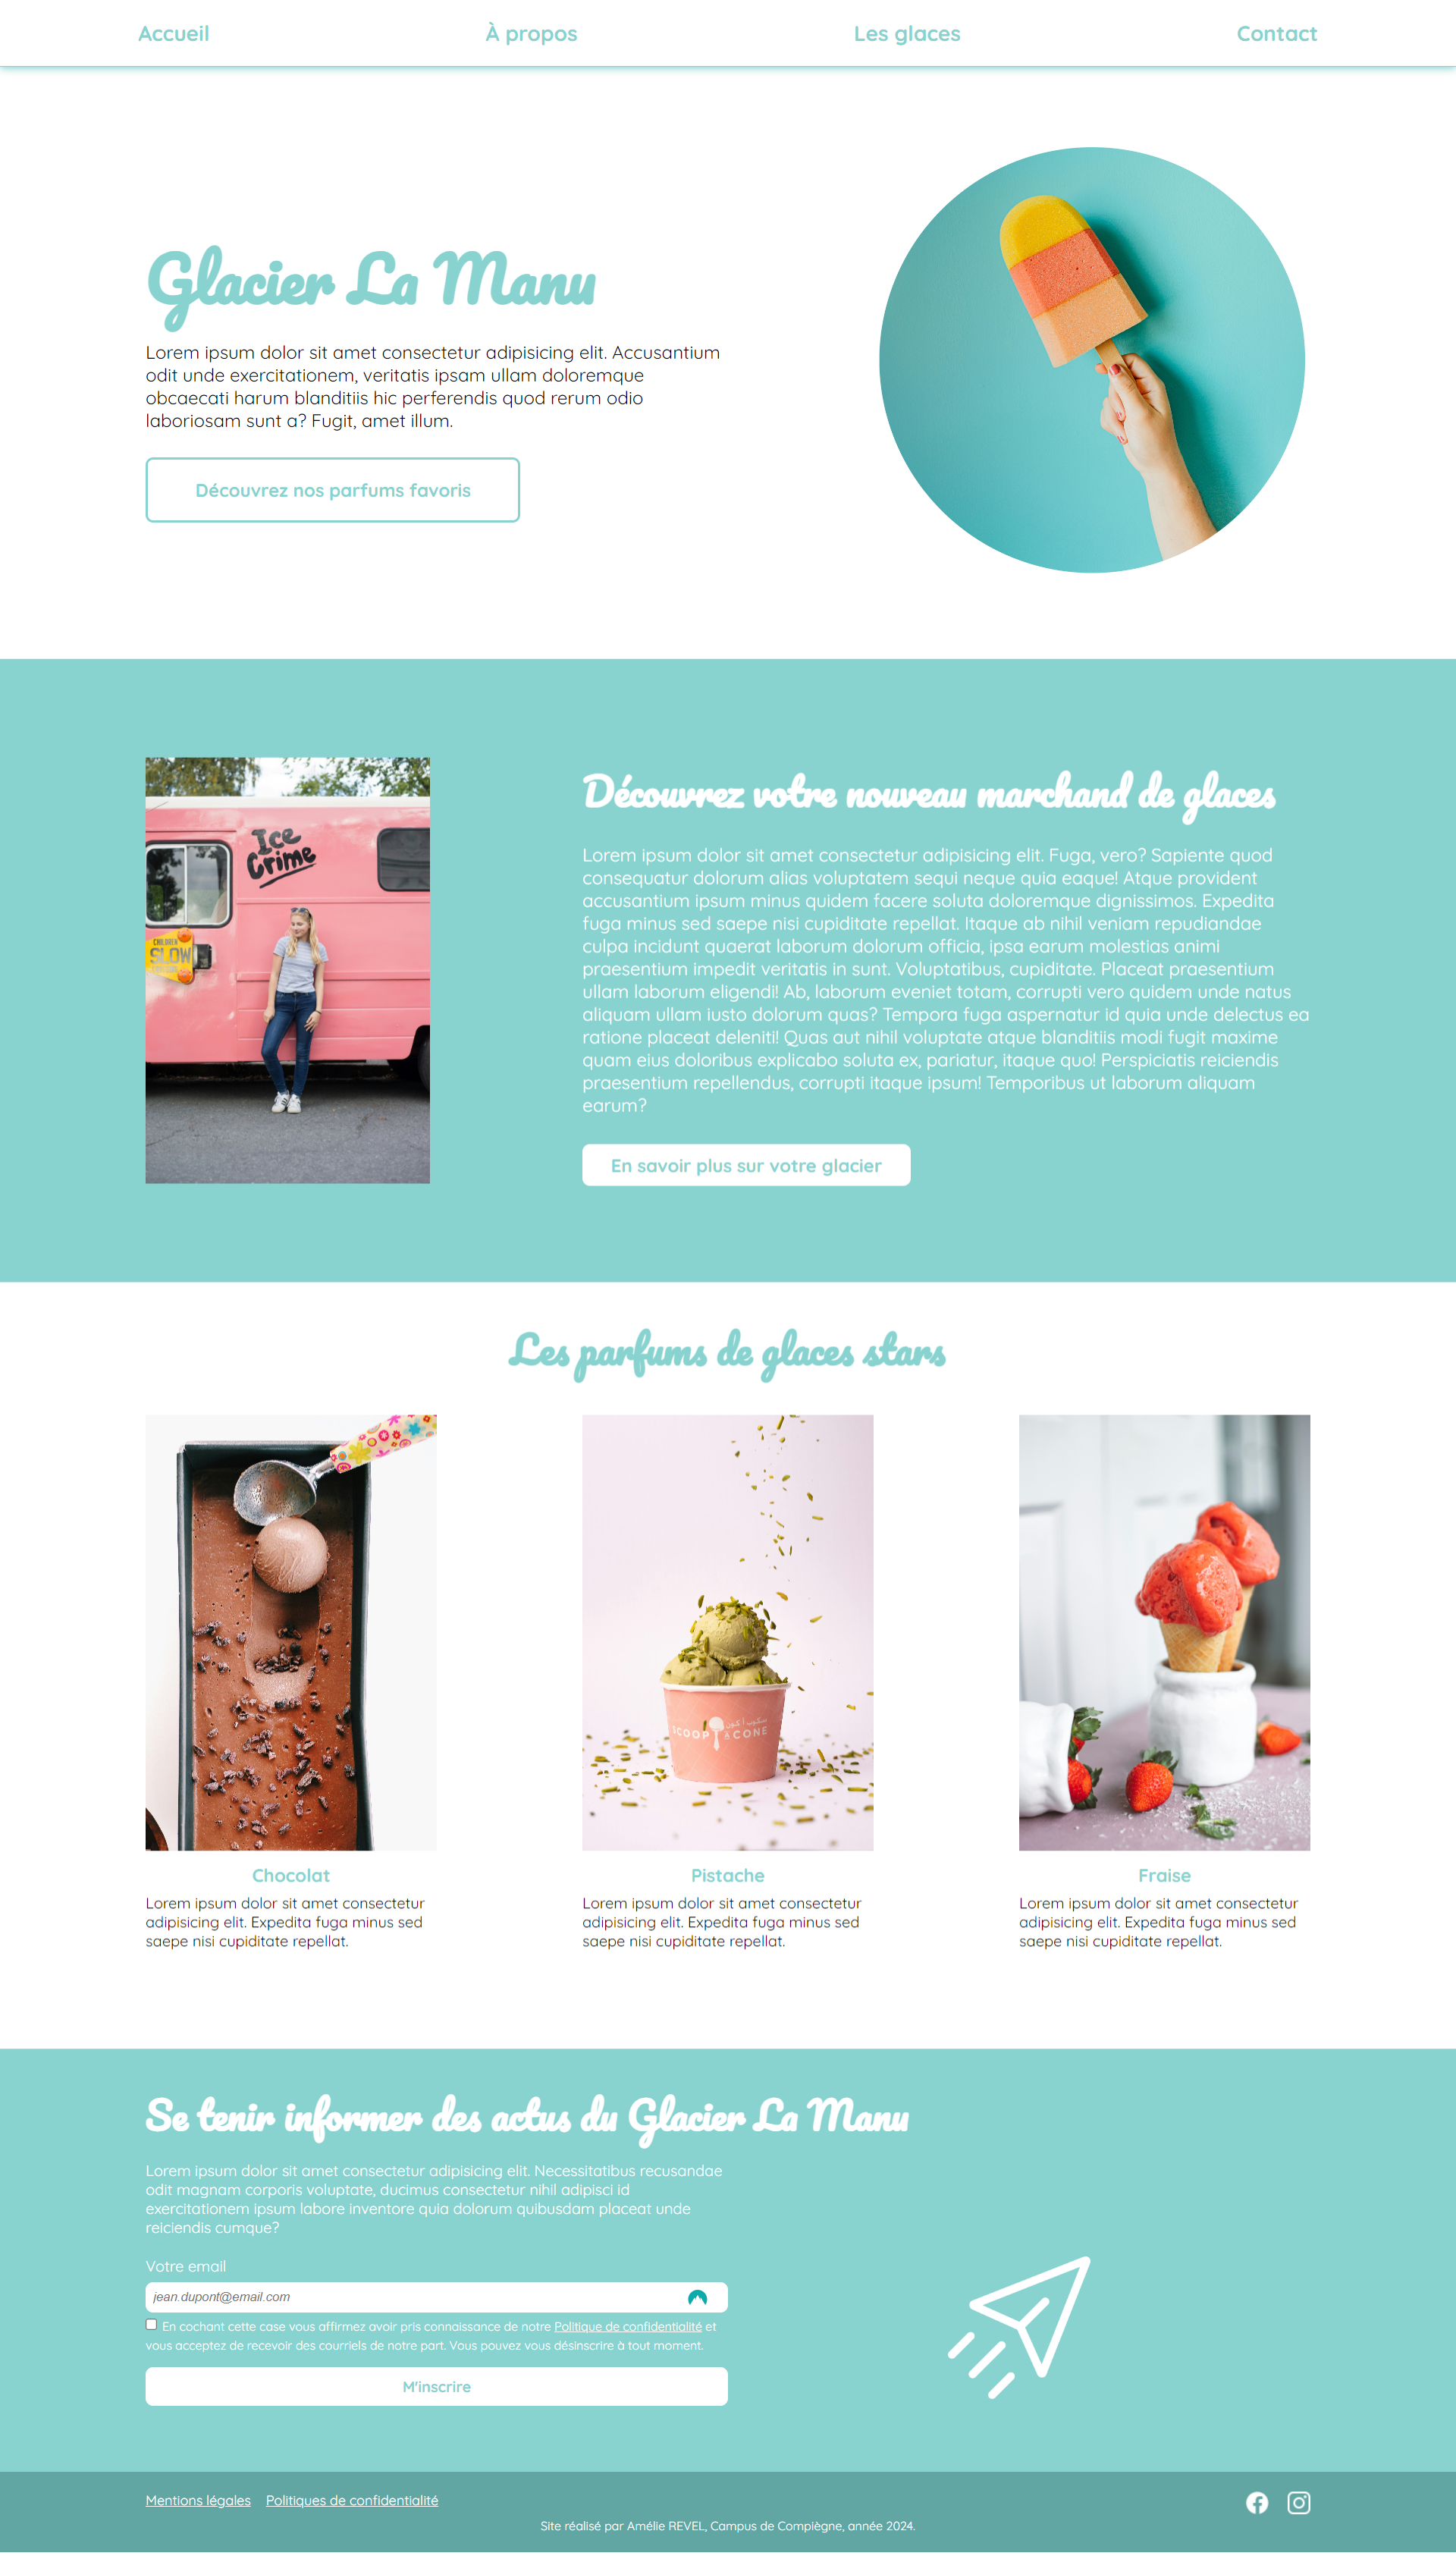 Accueil À propos Les glaces Contact
Glacier La Manu
Lorem ipsum dolor sit amet consectetur adipisicing elit. Accusantium
odit unde exercitationem, veritatis ipsam ullam doloremque
obcaecati harum blanditiis hic perferendis quod rerum odio
laboriosam sunt a? Fugit, amet illum.
Découvrez nos parfums favoris
Ice
Crime
CHILDREN
SLOW
Découvrez votre nouveau marchand de glaces
Lorem ipsum dolor sit amet consectetur adipisicing elit. Fuga, vero? Sapiente quod
consequatur dolorum alias voluptatem sequi neque quia eaque! Atque provident
accusantium ipsum minus quidem facere soluta doloremque dignissimos. Expedita
fuga minus sed saepe nisi cupiditate repellat. Itaque ab nihil veniam repudiandae
culpa incidunt quaerat laborum dolorum officia, ipsa earum molestias animi
praesentium impedit veritatis in sunt. Voluptatibus, cupiditate. Placeat praesentium
ullam laborum eligendi! Ab, laborum eveniet totam, corrupti vero quidem unde natus
aliquam ullam iusto dolorum quas? Tempora fuga aspernatur id quia unde delectus ea
ratione placeat deleniti! Quas aut nihil voluptate atque blanditiis modi fugit maxime
quam eius doloribus explicabo soluta ex, pariatur, itaque quo! Perspiciatis reiciendis
praesentium repellendus, corrupti itaque ipsum! Temporibus ut laborum aliquam
earum?
En savoir plus sur votre glacier
Les parfums de glaces stars
سكوب أ كون
SCOOP A CONE
Chocolat
Lorem ipsum dolor sit amet consectetur
adipisicing elit. Expedita fuga minus sed
saepe nisi cupiditate repellat.
Pistache
Lorem ipsum dolor sit amet consectetur
adipisicing elit. Expedita fuga minus sed
saepe nisi cupiditate repellat.
Fraise
Lorem ipsum dolor sit amet consectetur
adipisicing elit. Expedita fuga minus sed
saepe nisi cupiditate repellat.
Se tenir informer des actus du Glacier La Manu
Lorem ipsum dolor sit amet consectetur adipisicing elit. Necessitatibus recusandae
odit magnam corporis voluptate, ducimus consectetur nihil adipisci id
exercitationem ipsum labore inventore quia dolorum quibusdam placeat unde
reiciendis cumque?
Votre email
jean.dupont@email.com
En cochant cette case vous affirmez avoir pris connaissance de notre Politique de confidentialité et
vous acceptez de recevoir des courriels de notre part. Vous pouvez vous désinscrire à tout moment.
M'inscrire
Mentions légales Politiques de confidentialité
Site réalisé par Amélie REVEL, Campus de Compiègne, année 2024.